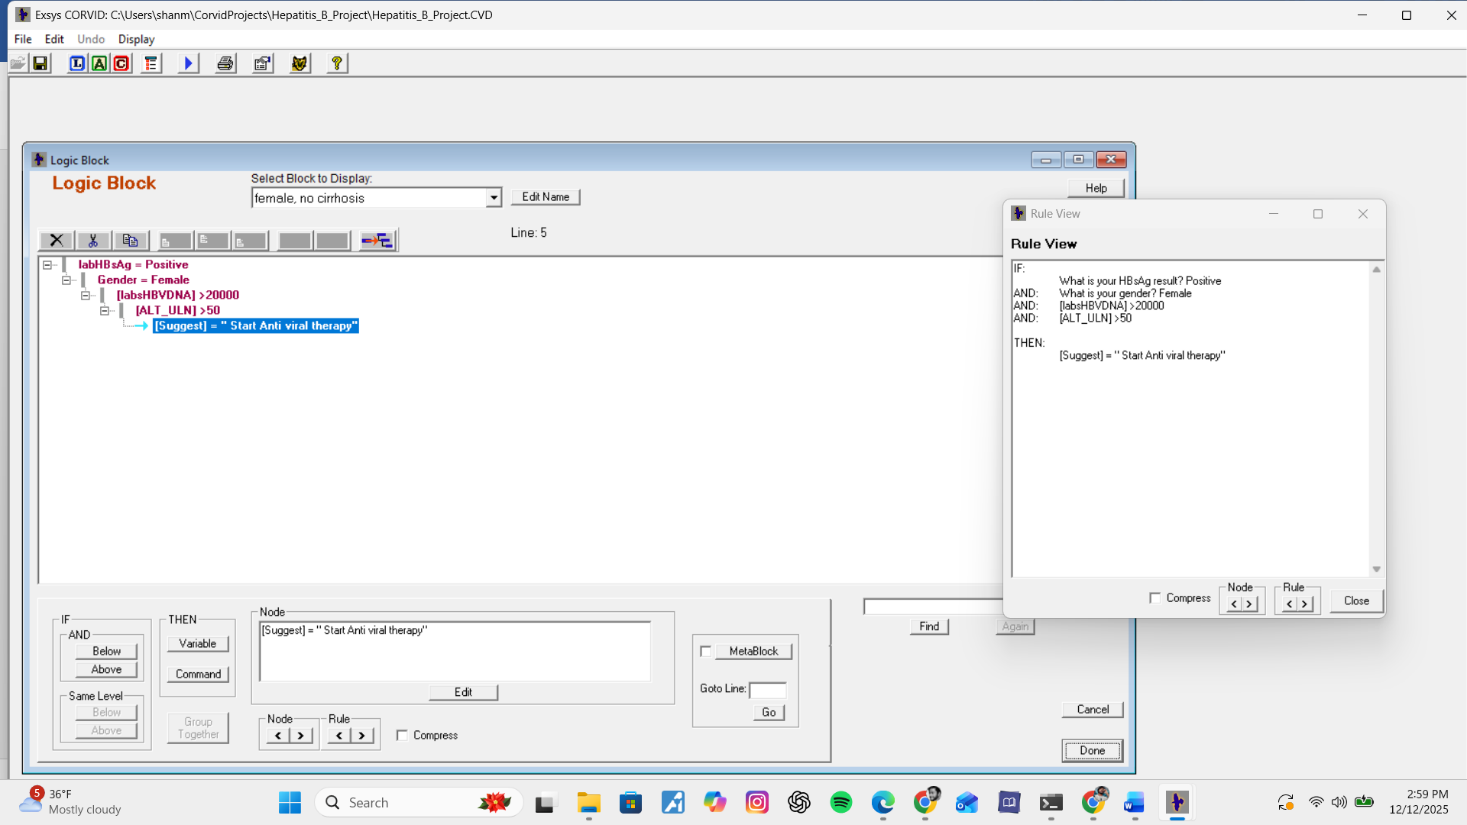 Exsys CORVID: C:\Users\shanm\CorvidProjects\Hepatitis_B_Project\Hepatitis_B_Project.CVD
File Edit Undo Display
L A C
Logic Block
Logic Block
Select Block to Display:
female, no cirrhosis
Edit Name
Help
Line: 5
labHBsAg = Positive
Gender = Female
[labsHBVDNA] >20000
[ALT_ULN] >50
[Suggest] = " Start Anti viral therapy"
Rule View
Rule View
IF:
What is your HBsAg result? Positive
AND: What is your gender? Female
AND: [labsHBVDNA] >20000
AND: [ALT_ULN] >50
THEN:
[Suggest] = " Start Anti viral therapy"
Compress
Node
< >
Rule
< >
Close
IF
AND
Below
Above
Same Level
Below
Above
THEN
Variable
Command
Group
Together
Node
[Suggest] = " Start Anti viral therapy"
Edit
Node
< >
Rule
< >
Compress
MetaBlock
Goto Line:
Go
Find
Again
Cancel
Done
5
36°F
Mostly cloudy
Search
2:59 PM
12/12/2025